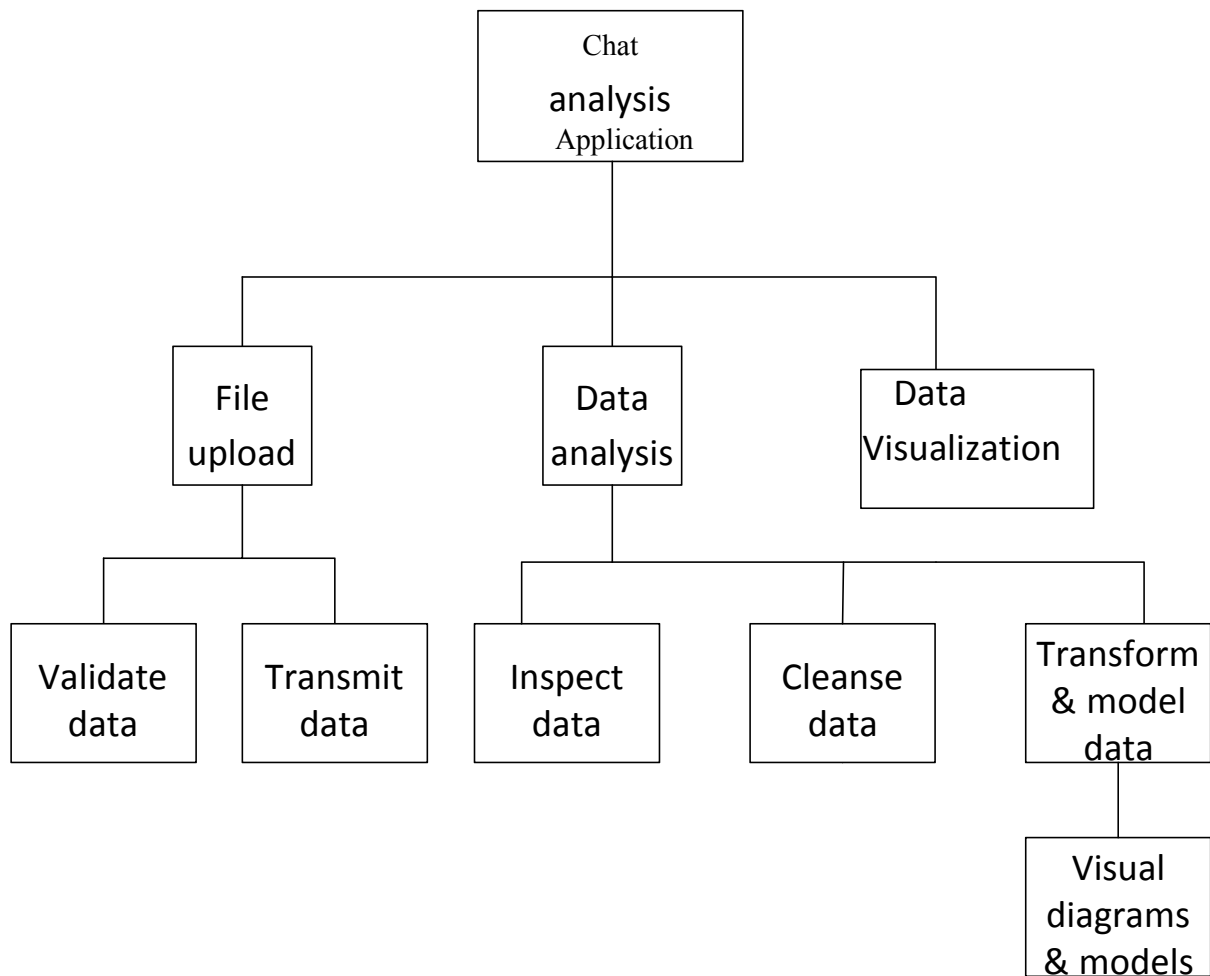 Chat
analysis
Application
File
upload
Data
analysis
Data
Visualization
Validate
data
Transmit
data
Inspect
data
Cleanse
data
Transform
& model
data
Visual
diagrams
& models